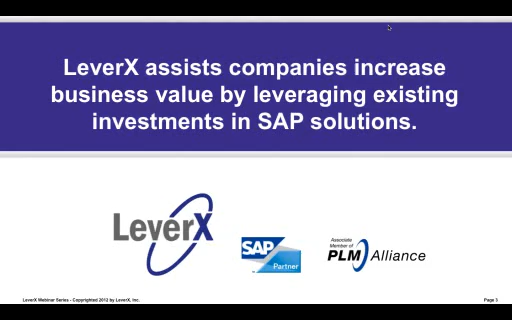 LeverX assists companies increase
business value by leveraging existing
investments in SAP solutions.
LeverX
SAP
Partner
Associate
Member of
PLM Alliance
LeverX Webinar Series - Copyrighted 2012 by LeverX, Inc.
Page 3